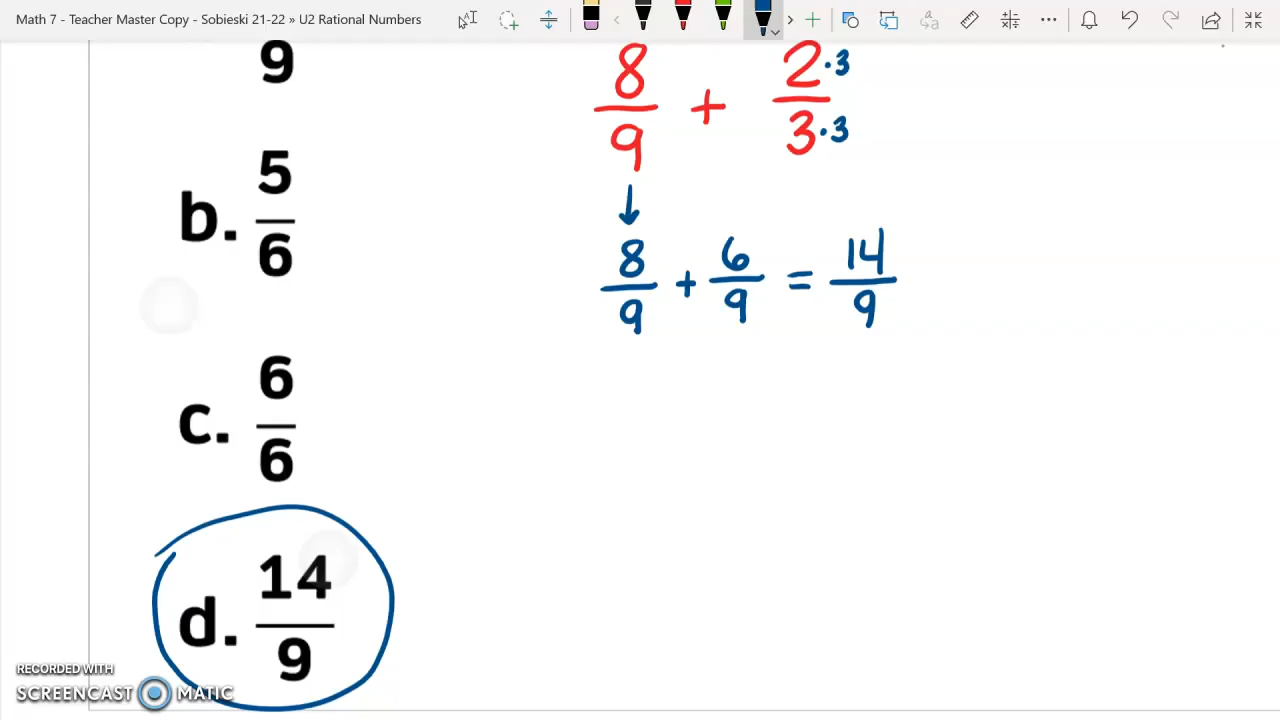 Math 7 - Teacher Master Copy - Sobieski 21-22 » U2 Rational Numbers
9
8/9 + 2·3/3·3
b. 5/6
↓
8/9 + 6/9 = 14/9
c. 6/6
d. 14/9
RECORDED WITH
SCREENCAST MATIC